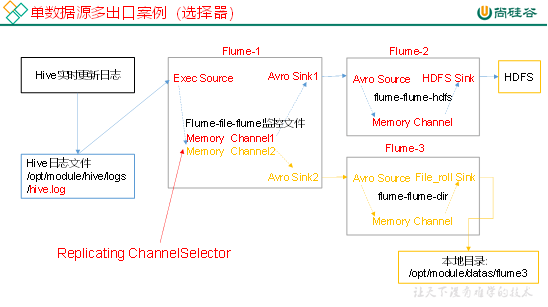 单数据源多出口案例（选择器）
尚硅谷
Flume-1
Flume-2
Hive实时更新日志
Exec Source
Avro Sink1
Avro Source
HDFS Sink
HDFS
flume-flume-hdfs
Flume-file-flume监控文件
Memory Channel1
Memory Channel2
Memory Channel
Flume-3
Hive日志文件
/opt/module/hive/logs
/hive.log
Avro Sink2
Avro Source
File_roll Sink
flume-flume-dir
Memory Channel
Replicating ChannelSelector
本地目录:
/opt/module/datas/flume3
让天下没有难学的技术